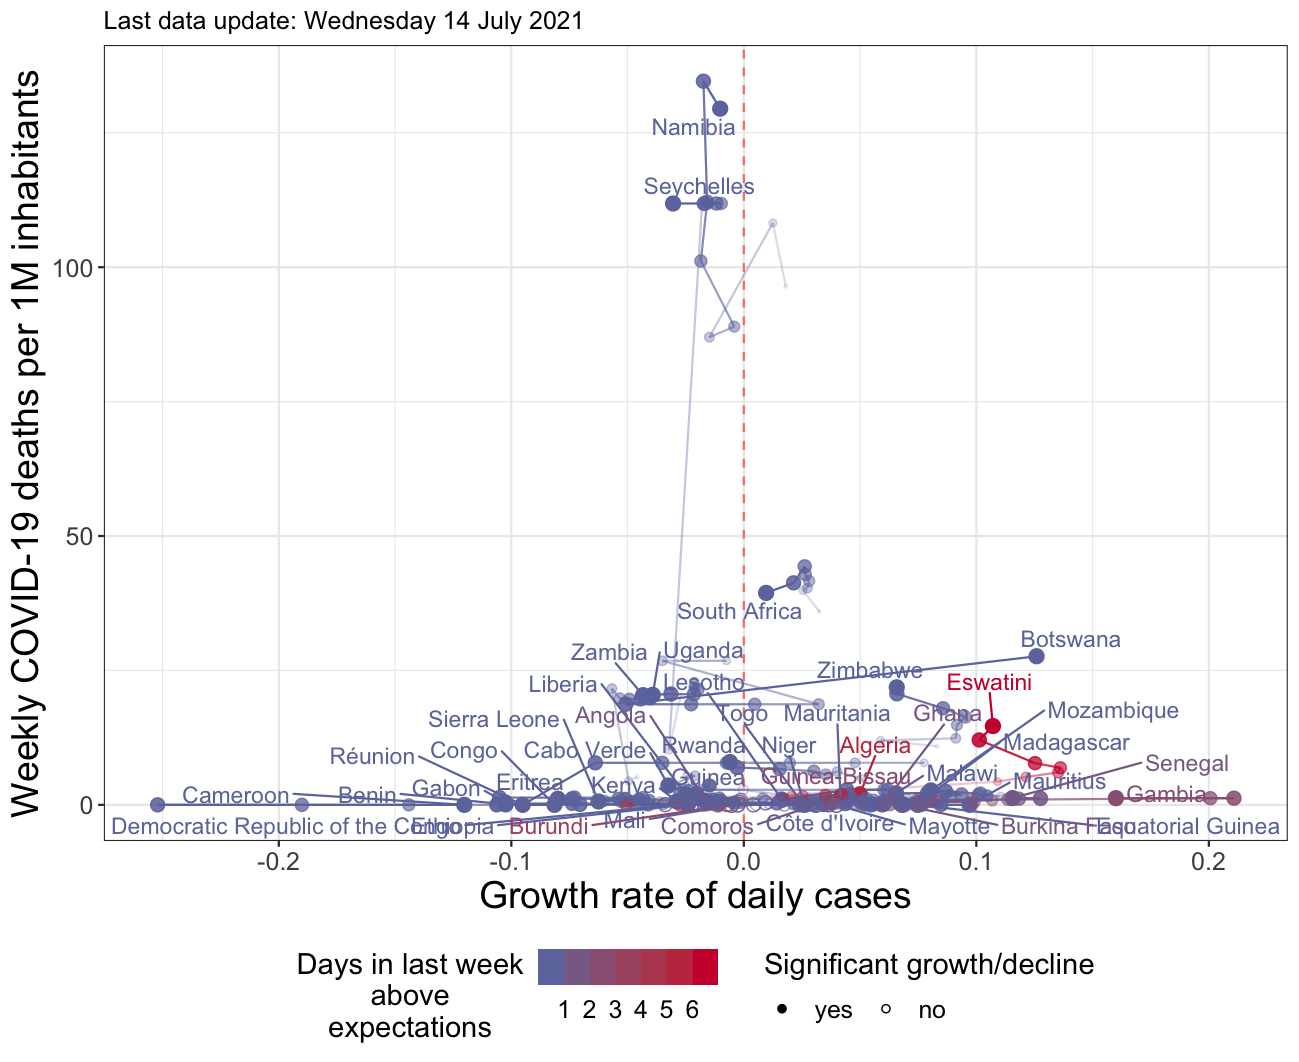 Last data update: Wednesday 14 July 2021
Weekly COVID-19 deaths per 1M inhabitants
100
50
0
Namibia
Seychelles
South Africa
Botswana
Zambia
Uganda
Zimbabwe
Eswatini
Liberia
Lesotho
Angola
Togo
Mauritania
Ghana
Mozambique
Sierra Leone
Madagascar
Réunion
Congo
Cabo Verde
Rwanda
Niger
Algeria
Senegal
Gabon
Eritrea
Kenya
Guinea
Guinea-Bissau
Malawi
Mauritius
Cameroon
Benin
Gambia
Democratic Republic of the Congo
Ethiopia
Burundi
Mali
Comoros
Côte d'Ivoire
Mayotte
Burkina Faso
Equatorial Guinea
-0.2
-0.1
0.0
0.1
0.2
Growth rate of daily cases
Days in last week
above
expectations
1 2 3 4 5 6
Significant growth/decline
yes
no